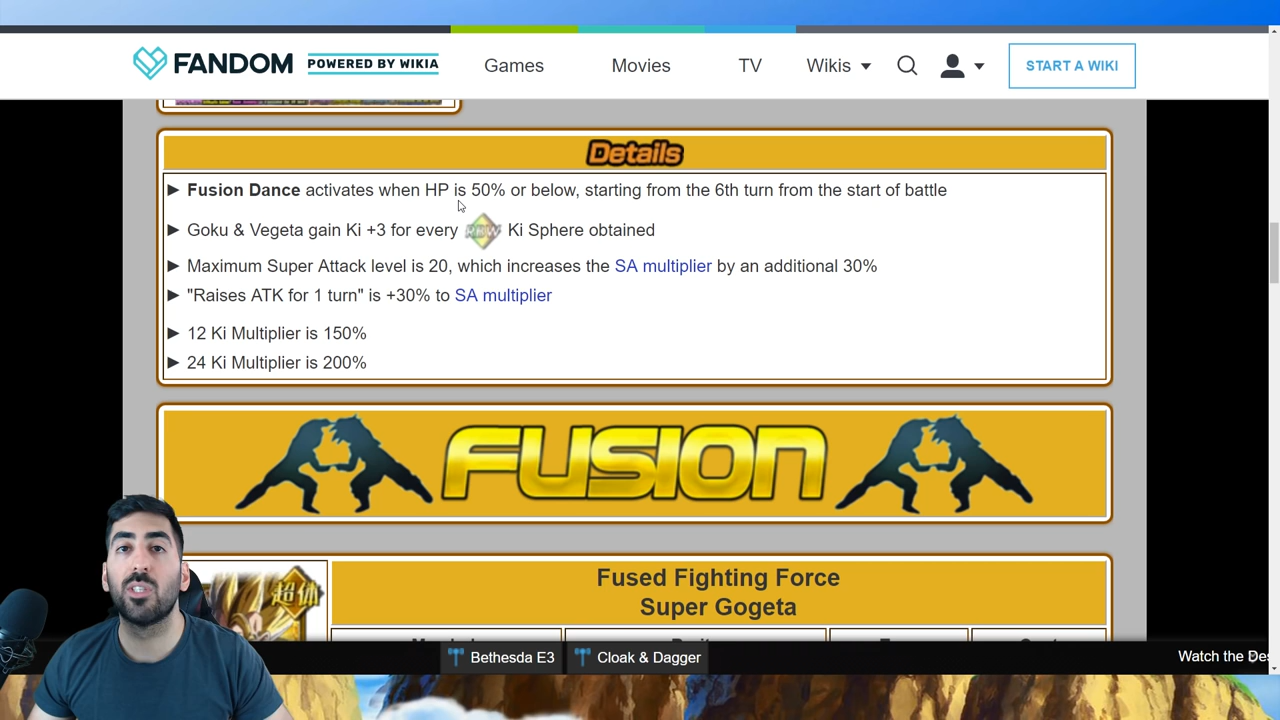 FANDOM POWERED BY WIKIA Games Movies TV Wikis START A WIKI
Details
► Fusion Dance activates when HP is 50% or below, starting from the 6th turn from the start of battle
► Goku & Vegeta gain Ki +3 for every RBW Ki Sphere obtained
► Maximum Super Attack level is 20, which increases the SA multiplier by an additional 30%
► "Raises ATK for 1 turn" is +30% to SA multiplier
► 12 Ki Multiplier is 150%
► 24 Ki Multiplier is 200%
FUSION
超体
Fused Fighting Force
Super Gogeta
Bethesda E3 Cloak & Dagger Watch the